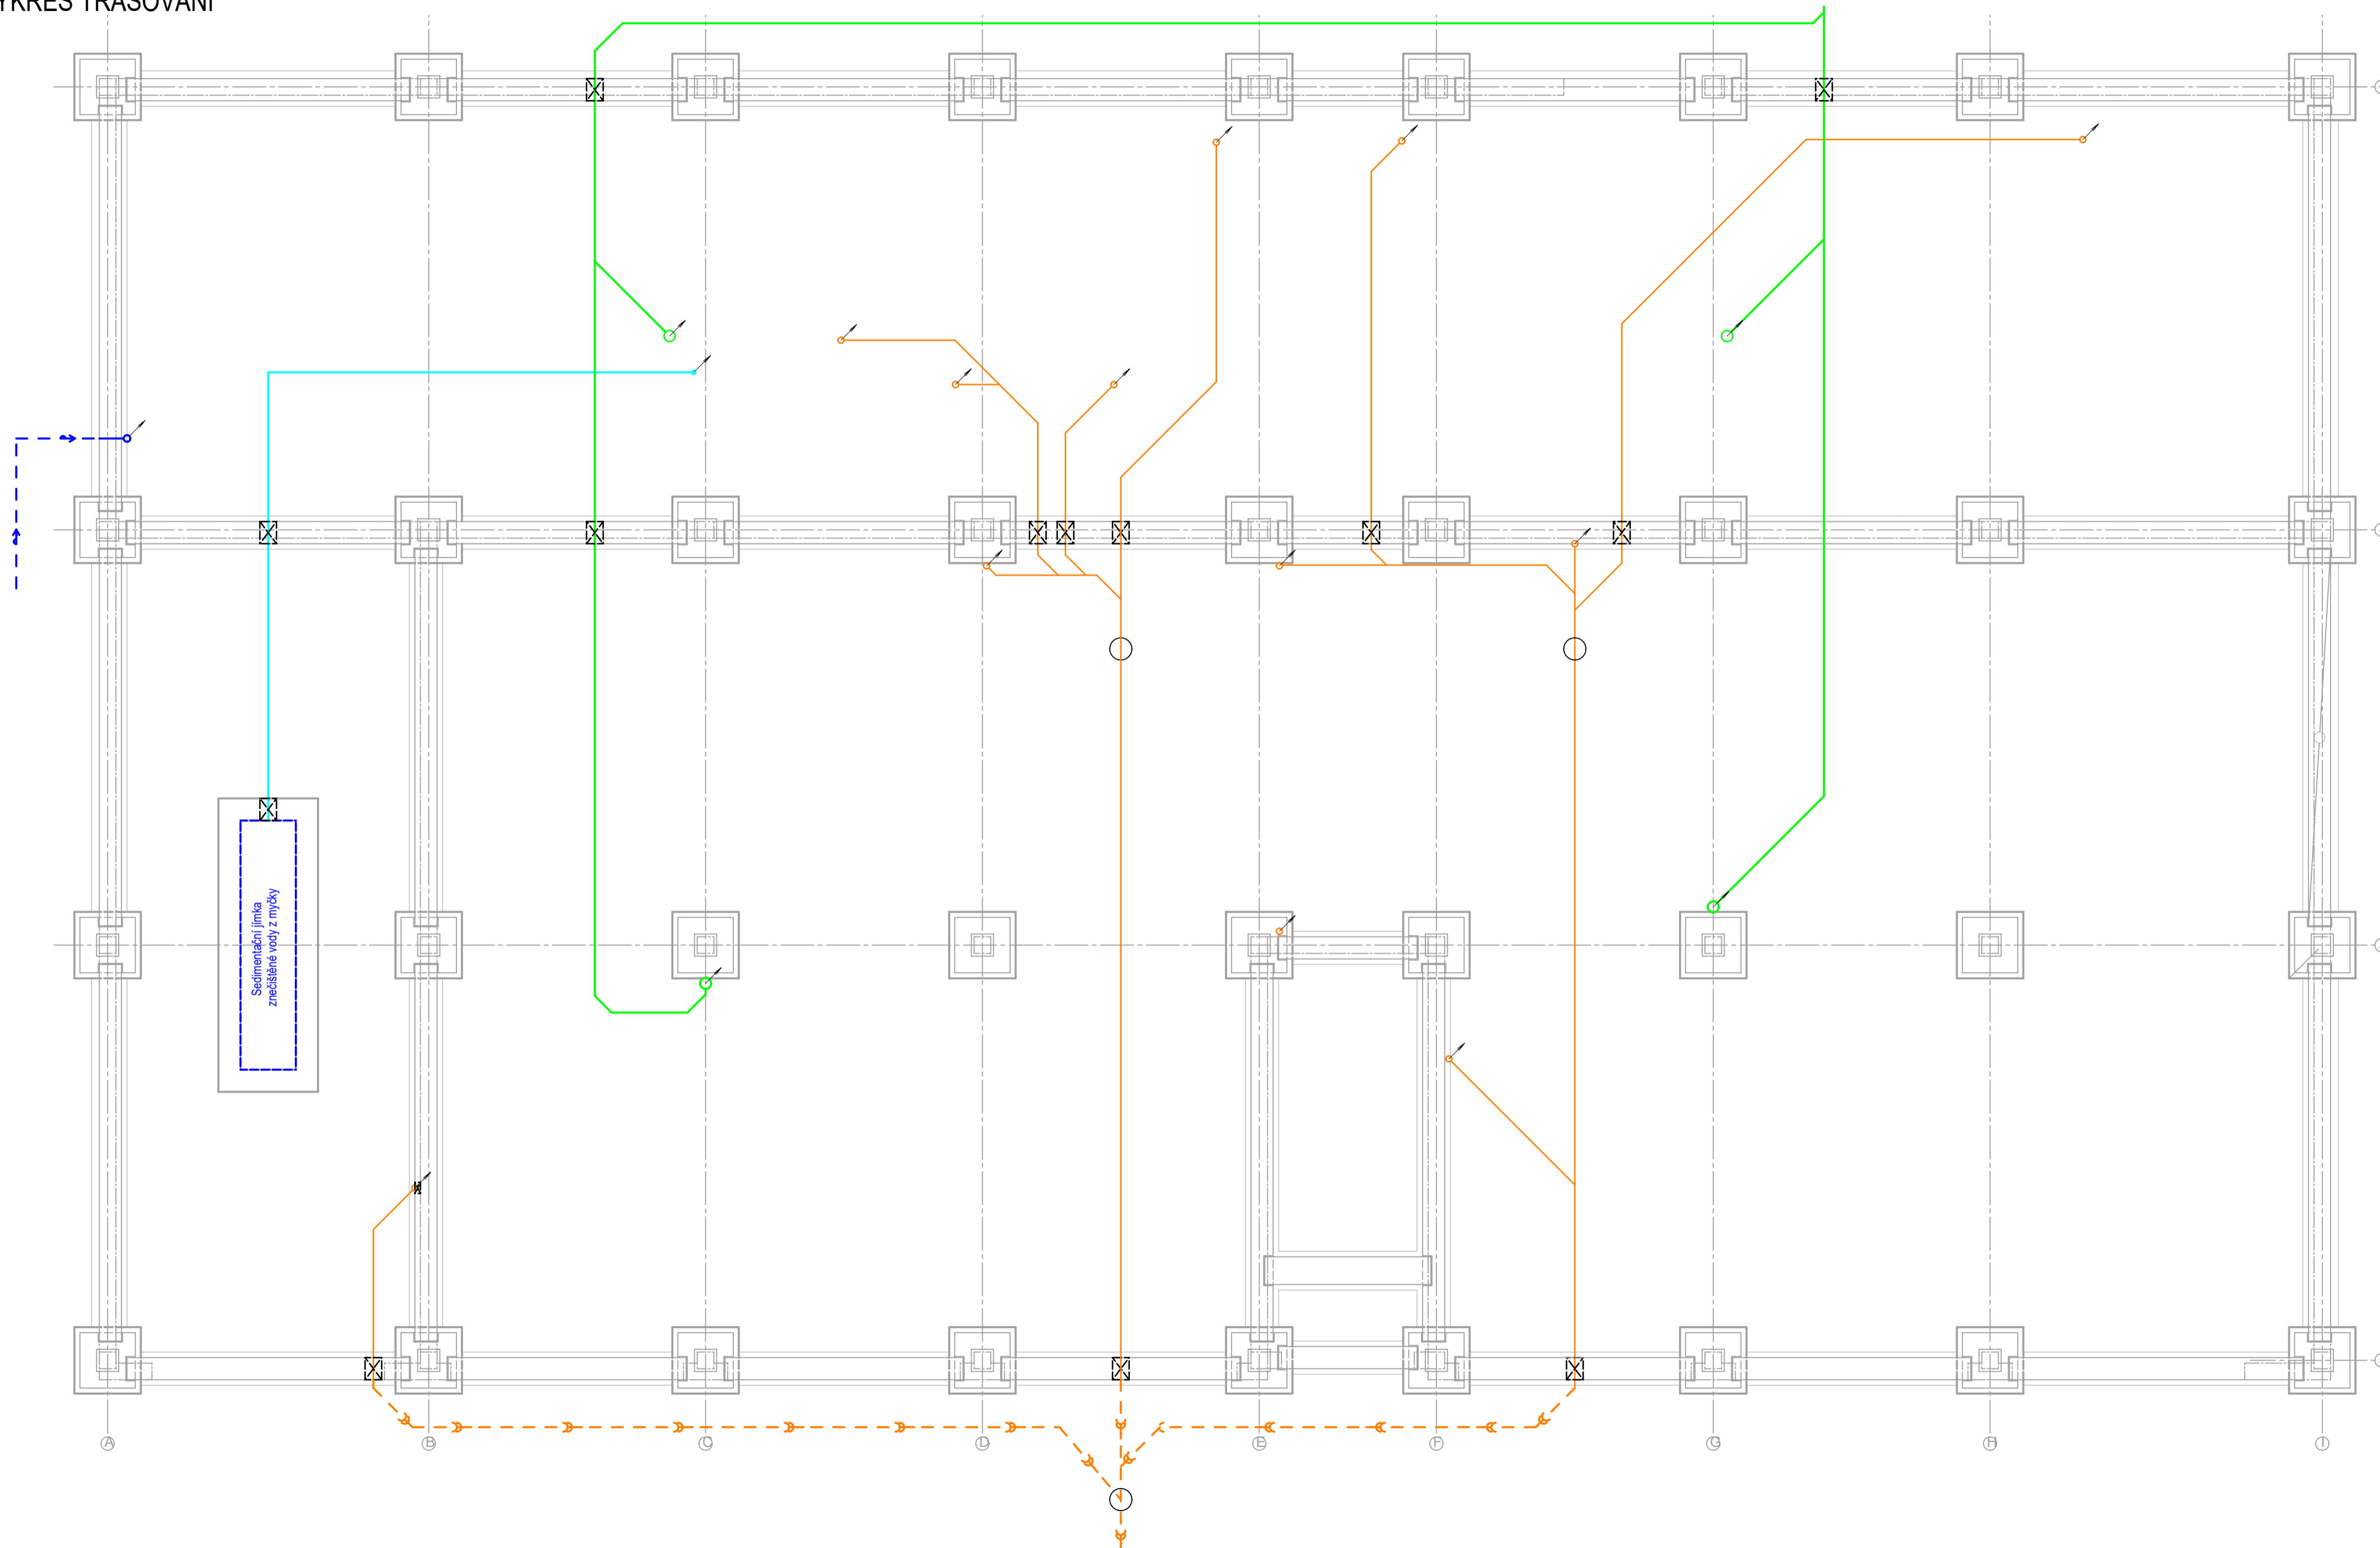 YKRES TRASOVÁNÍ
Sedimentační jímka
znečištěné vody z myčky
A
B
C
D
E
F
G
H
I